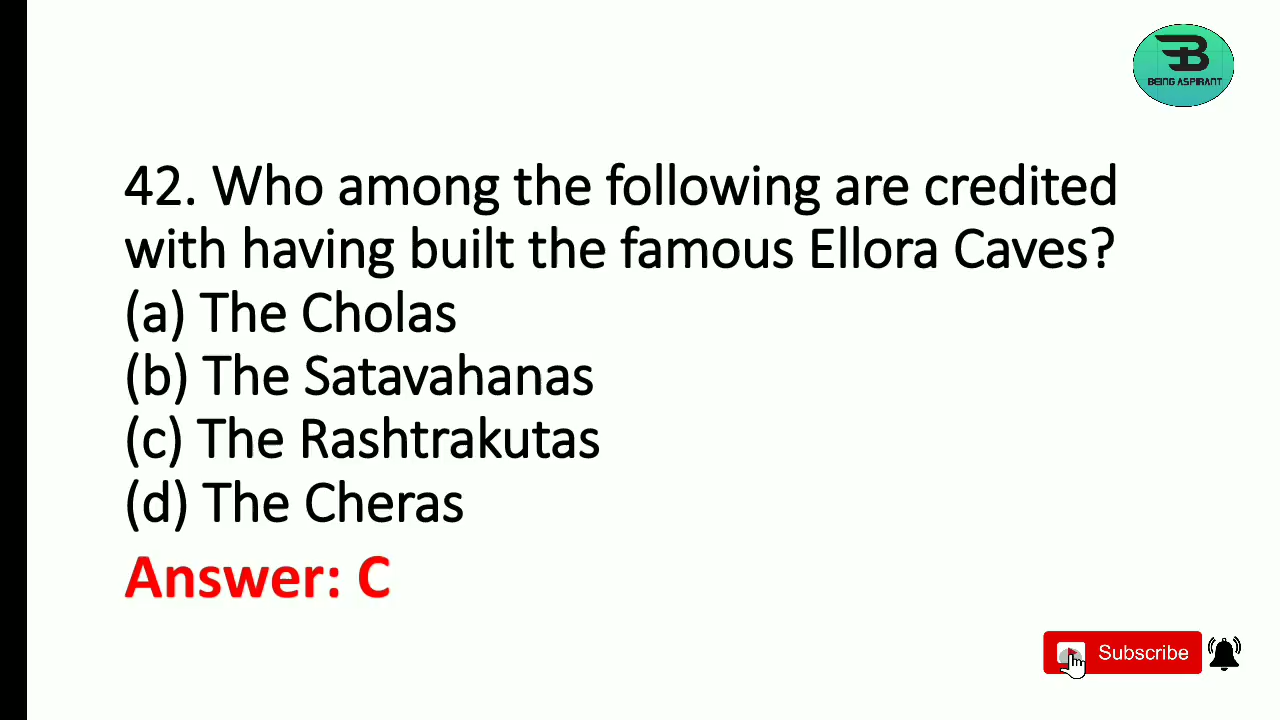 BEING ASPIRANT
42. Who among the following are credited
with having built the famous Ellora Caves?
(a) The Cholas
(b) The Satavahanas
(c) The Rashtrakutas
(d) The Cheras
Answer: C
Subscribe